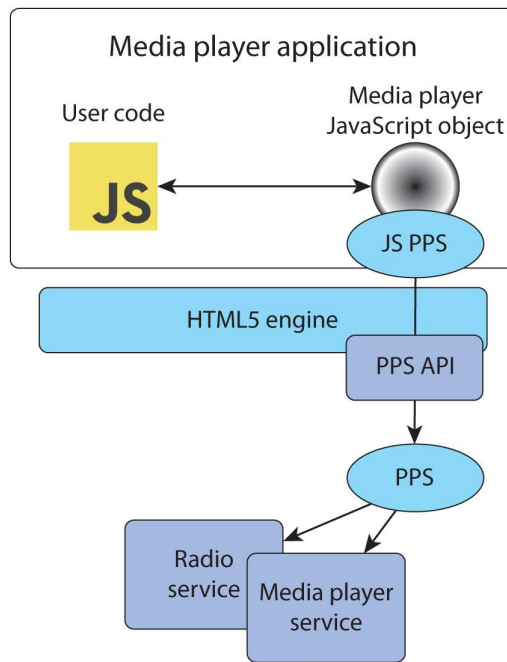 Media player application
User code
Media player
JavaScript object
JS
JS PPS
HTML5 engine
PPS API
PPS
Radio
service
Media player
service